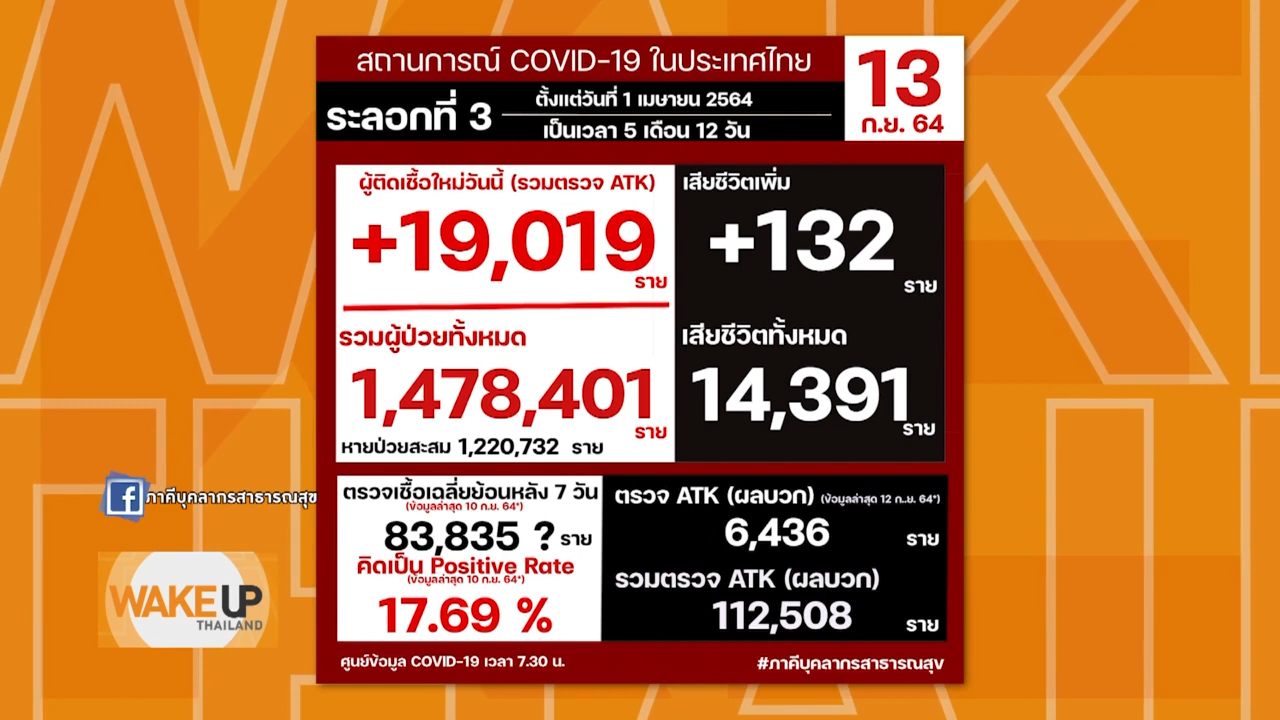 สถานการณ์ COVID-19 ในประเทศไทย
ระลอกที่ 3
ตั้งแต่วันที่ 1 เมษายน 2564
เป็นเวลา 5 เดือน 12 วัน
13
ก.ย. 64
ผู้ติดเชื้อใหม่วันนี้ (รวมตรวจ ATK)
+19,019
ราย
เสียชีวิตเพิ่ม
+132
ราย
รวมผู้ป่วยทั้งหมด
1,478,401
ราย
หายป่วยสะสม 1,220,732 ราย
เสียชีวิตทั้งหมด
14,391
ราย
ตรวจเชื้อเฉลี่ยย้อนหลัง 7 วัน
(ข้อมูลล่าสุด 10 ก.ย. 64*)
83,835 ? ราย
คิดเป็น Positive Rate
(ข้อมูลล่าสุด 10 ก.ย. 64*)
17.69 %
ตรวจ ATK (ผลบวก) (ข้อมูลล่าสุด 12 ก.ย. 64*)
6,436 ราย
รวมตรวจ ATK (ผลบวก)
112,508 ราย
ศูนย์ข้อมูล COVID-19 เวลา 7.30 น.
#ภาคีบุคลากรสาธารณสุข
f ภาคีบุคลากรสาธารณสุข
WAKE UP
THAILAND